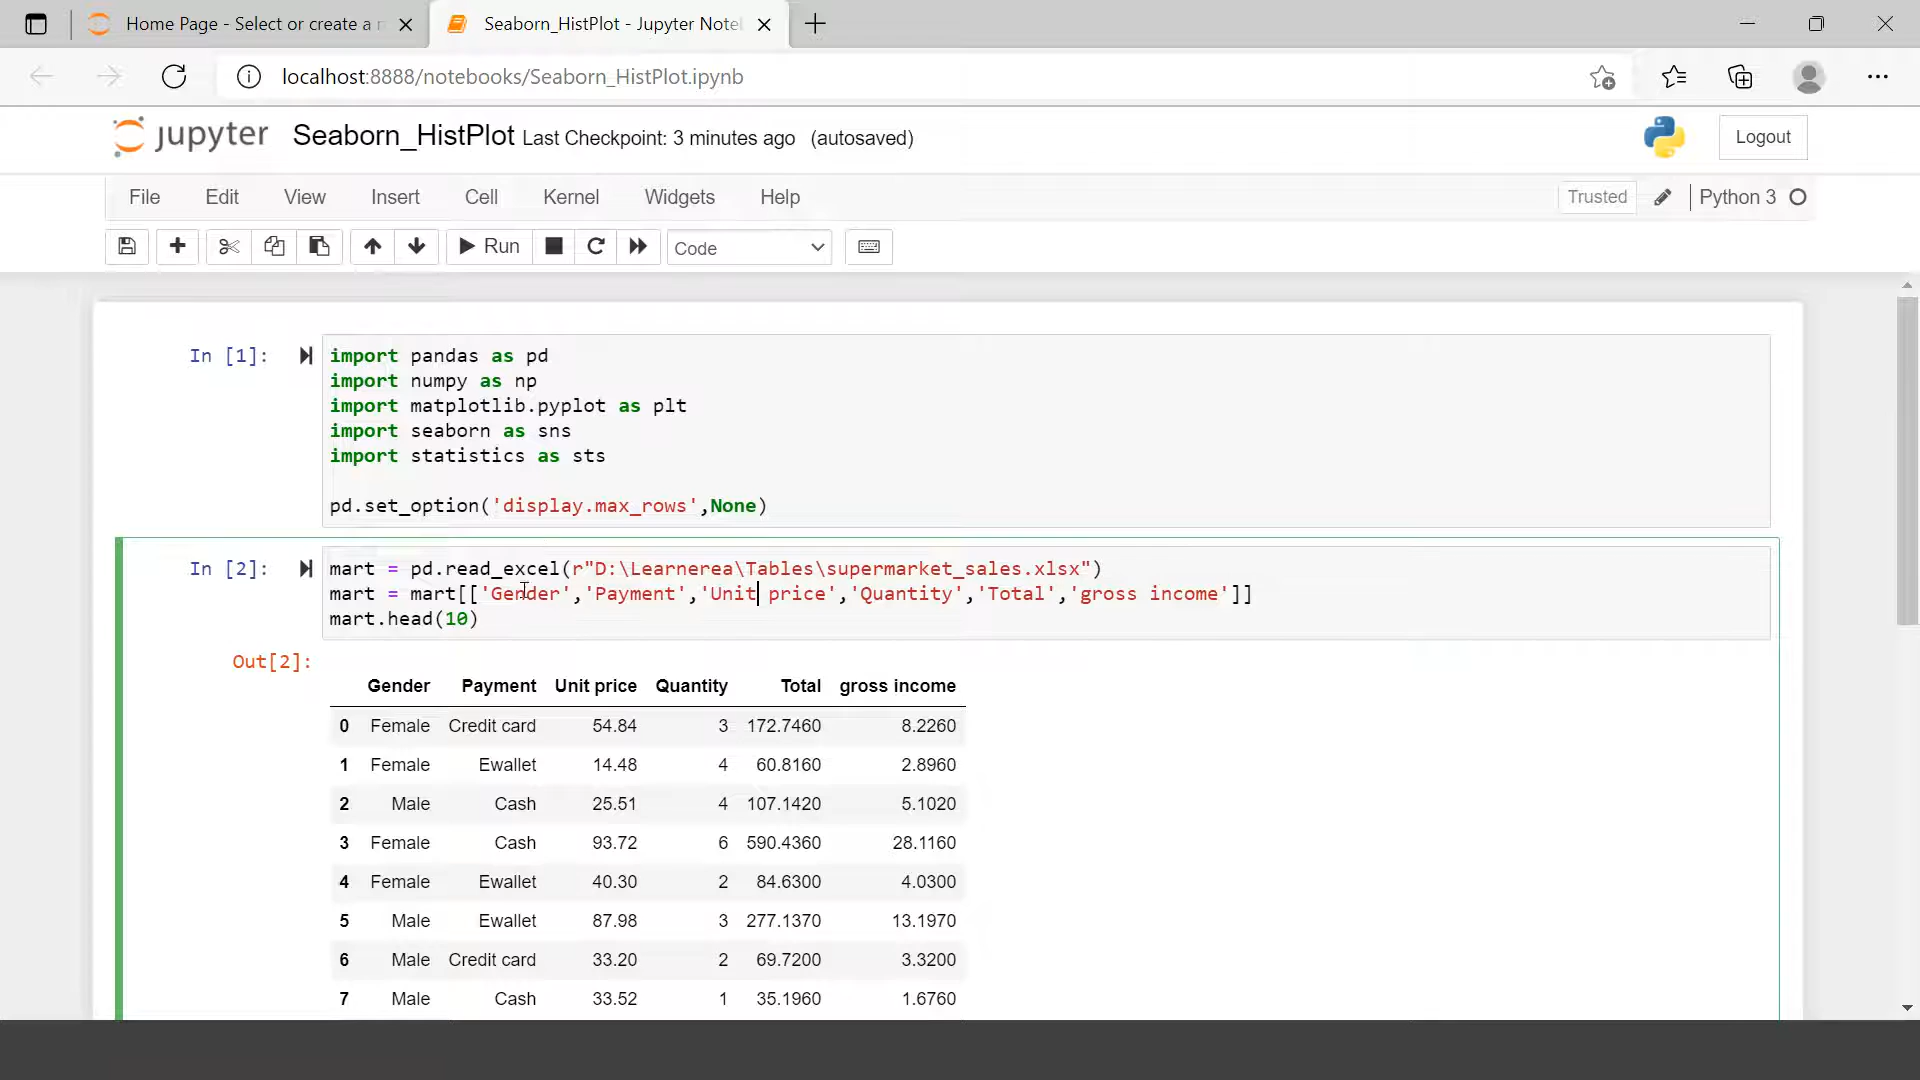 Home Page - Select or create a n
Seaborn_HistPlot - Jupyter Note
localhost:8888/notebooks/Seaborn_HistPlot.ipynb
jupyter Seaborn_HistPlot Last Checkpoint: 3 minutes ago (autosaved)
Logout
File Edit View Insert Cell Kernel Widgets Help
Trusted Python 3
Run Code
In [1]:
import pandas as pd
import numpy as np
import matplotlib.pyplot as plt
import seaborn as sns
import statistics as sts
pd.set_option('display.max_rows',None)
In [2]:
mart = pd.read_excel(r"D:\Learnerea\Tables\supermarket_sales.xlsx")
mart = mart[['Gender','Payment','Unit price','Quantity','Total','gross income']]
mart.head(10)
Out[2]:
Gender Payment Unit price Quantity Total gross income
0 Female Credit card 54.84 3 172.7460 8.2260
1 Female Ewallet 14.48 4 60.8160 2.8960
2 Male Cash 25.51 4 107.1420 5.1020
3 Female Cash 93.72 6 590.4360 28.1160
4 Female Ewallet 40.30 2 84.6300 4.0300
5 Male Ewallet 87.98 3 277.1370 13.1970
6 Male Credit card 33.20 2 69.7200 3.3200
7 Male Cash 33.52 1 35.1960 1.6760